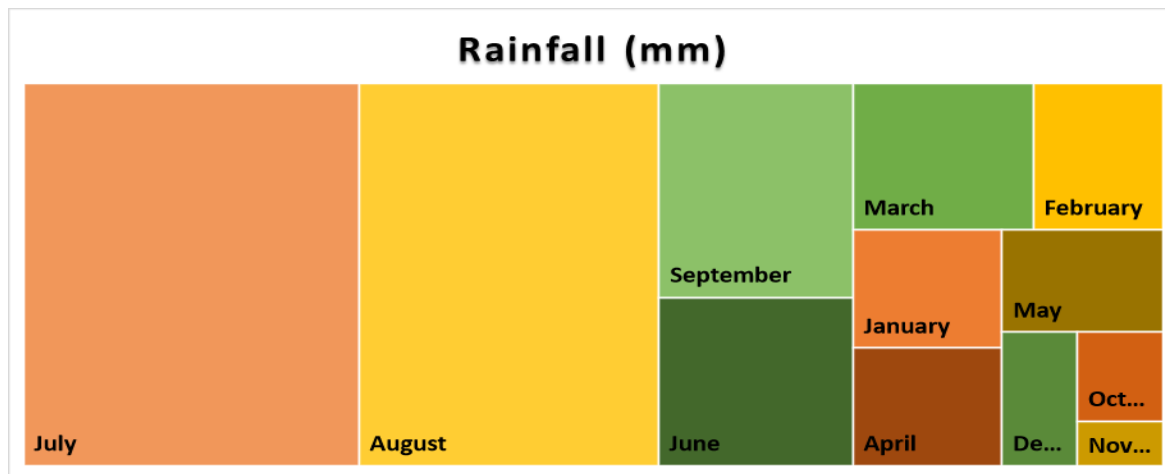 Rainfall (mm)
March
February
September
May
January
Oct...
July
August
June
April
De...
Nov...